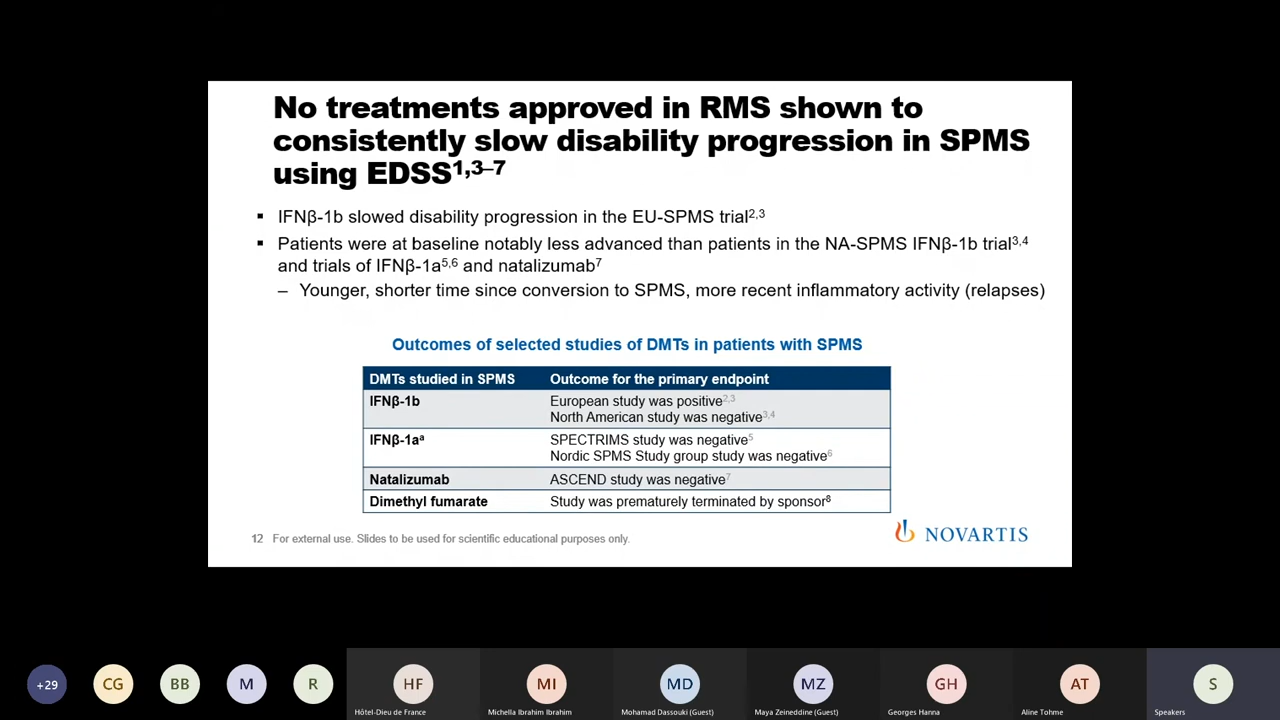 No treatments approved in RMS shown to
consistently slow disability progression in SPMS
using EDSS1,3–7
▪ IFNβ-1b slowed disability progression in the EU-SPMS trial2,3
▪ Patients were at baseline notably less advanced than patients in the NA-SPMS IFNβ-1b trial3,4
and trials of IFNβ-1a5,6 and natalizumab7
– Younger, shorter time since conversion to SPMS, more recent inflammatory activity (relapses)
Outcomes of selected studies of DMTs in patients with SPMS
DMTs studied in SPMS Outcome for the primary endpoint
IFNβ-1b European study was positive2,3
North American study was negative3,4
IFNβ-1aa SPECTRIMS study was negative5
Nordic SPMS Study group study was negative6
Natalizumab ASCEND study was negative7
Dimethyl fumarate Study was prematurely terminated by sponsor8
12 For external use. Slides to be used for scientific educational purposes only.
NOVARTIS
+29 CG BB M R HF MI MD MZ GH AT S
Hôtel-Dieu de France Michella Ibrahim Ibrahim Mohamad Dassouki (Guest) Maya Zeineddine (Guest) Georges Hanna Aline Tohme Speakers